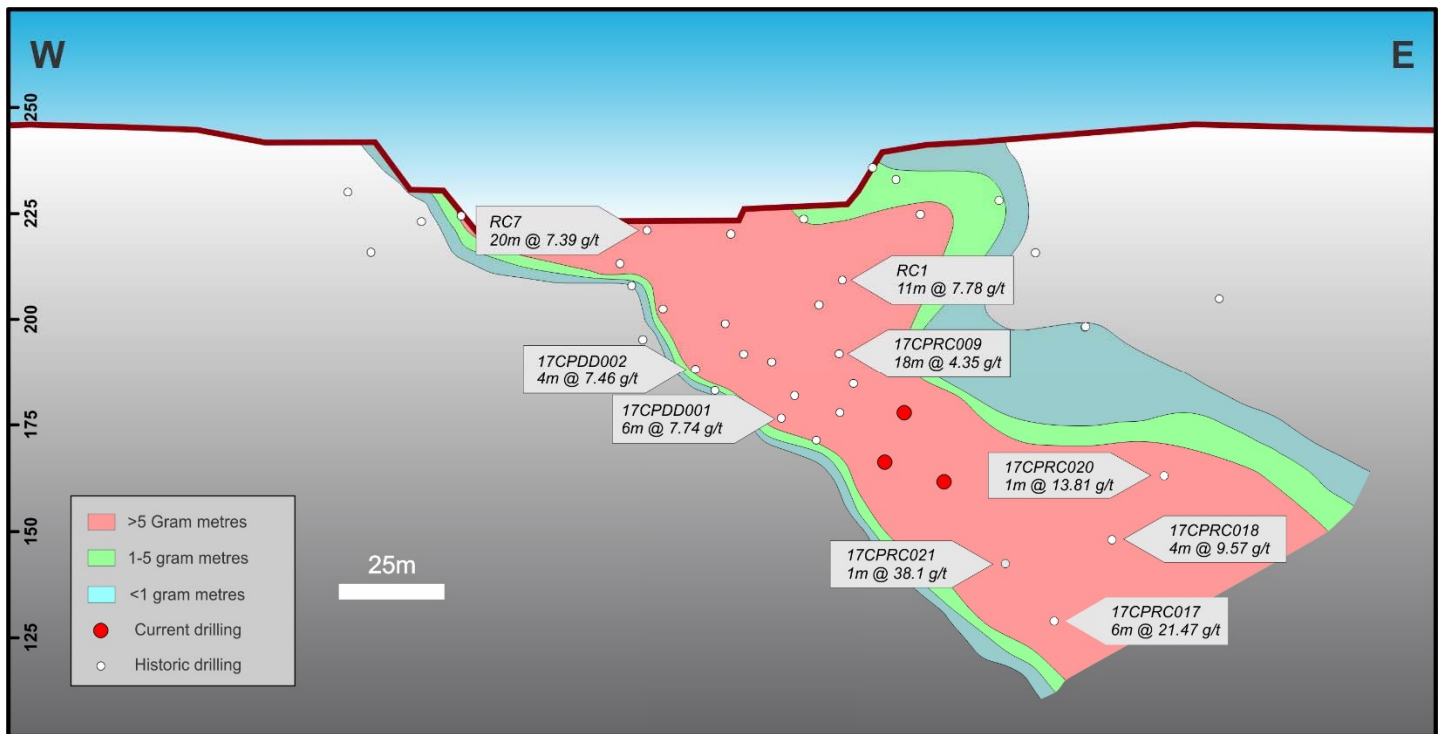 W
E
250
225
200
175
150
125
RC7
20m @ 7.39 g/t
RC1
11m @ 7.78 g/t
17CPRC009
18m @ 4.35 g/t
17CPDD002
4m @ 7.46 g/t
17CPDD001
6m @ 7.74 g/t
17CPRC020
1m @ 13.81 g/t
17CPRC018
4m @ 9.57 g/t
17CPRC021
1m @ 38.1 g/t
17CPRC017
6m @ 21.47 g/t
>5 Gram metres
1-5 gram metres
<1 gram metres
Current drilling
Historic drilling
25m